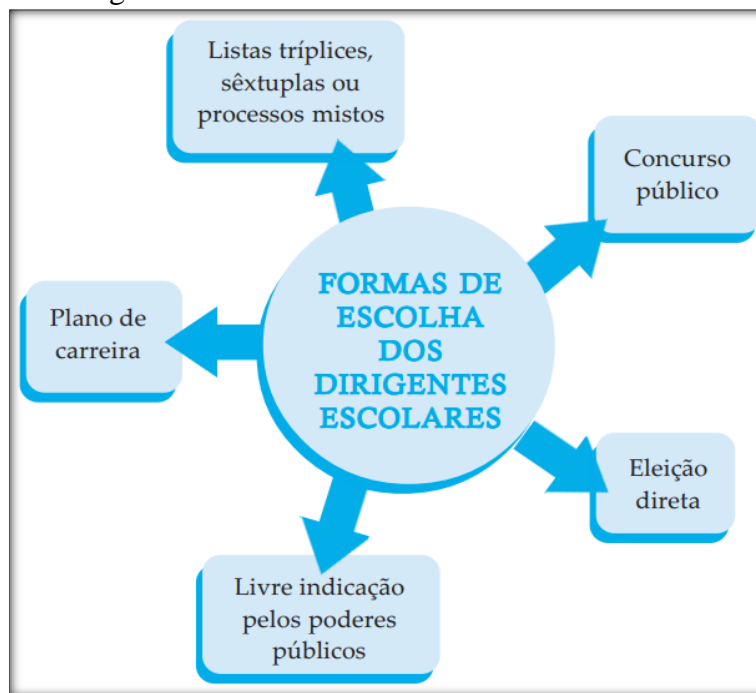 Listas tríplices,
sêxtuplas ou
processos mistos
Concurso
público
FORMAS DE
ESCOLHA
DOS
DIRIGENTES
ESCOLARES
Plano de
carreira
Eleição
direta
Livre indicação
pelos poderes
públicos